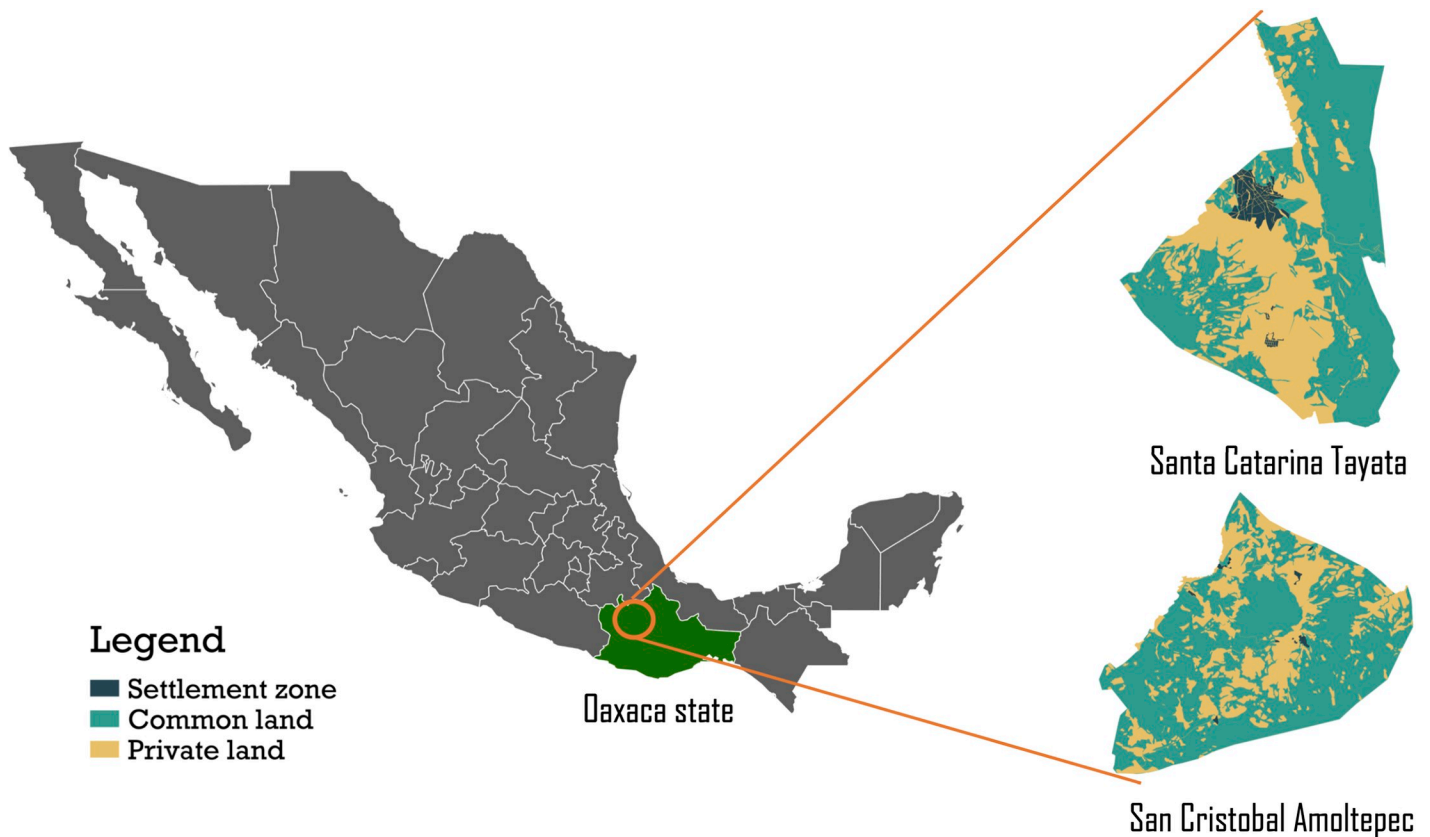 Santa Catarina Tayata
Legend
Settlement zone
Common land
Private land
Oaxaca state
San Cristobal Amoltepec